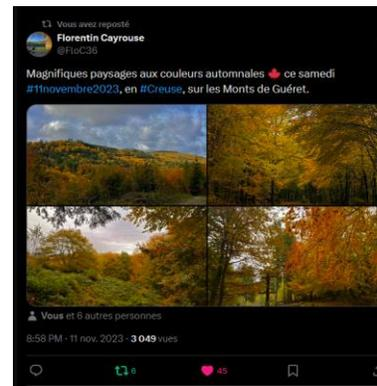 Vous avez reposté
Florentin Cayrouse
@FloC36
Magnifiques paysages aux couleurs automnales 🍁 ce samedi
#11novembre2023, en #Creuse, sur les Monts de Guéret.
Vous et 6 autres personnes
8:58 PM · 11 nov. 2023 · 3 049 vues
6
45